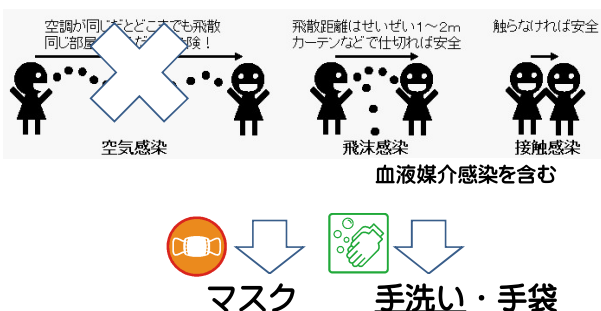 空調が同じだとどこまでも飛散
同じ部屋 険！
空気感染
飛散距離はせいぜい1～2m
カーテンなどで仕切れば安全
飛沫感染
触らなければ安全
接触感染
血液媒介感染を含む
マスク
手洗い・手袋